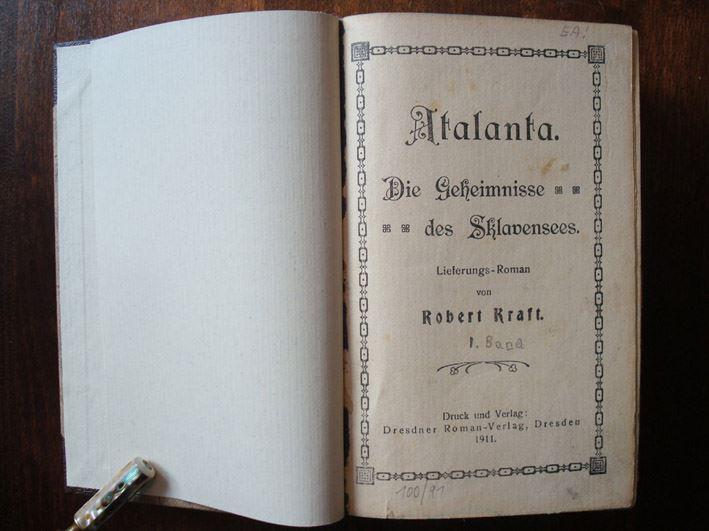 EA!
Atalanta.
Die Geheimnisse
des Sklavensees.
Lieferungs-Roman
von
Robert Kraft.
1. Band
Druck und Verlag:
Dresdner Roman-Verlag, Dresden
1911.
100/91